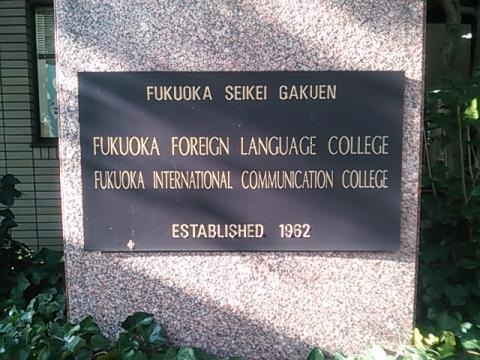 FUKUOKA SEIKEI GAKUEN
FUKUOKA FOREIGN LANGUAGE COLLEGE
FUKUOKA INTERNATIONAL COMMUNICATION COLLEGE
ESTABLISHED 1962